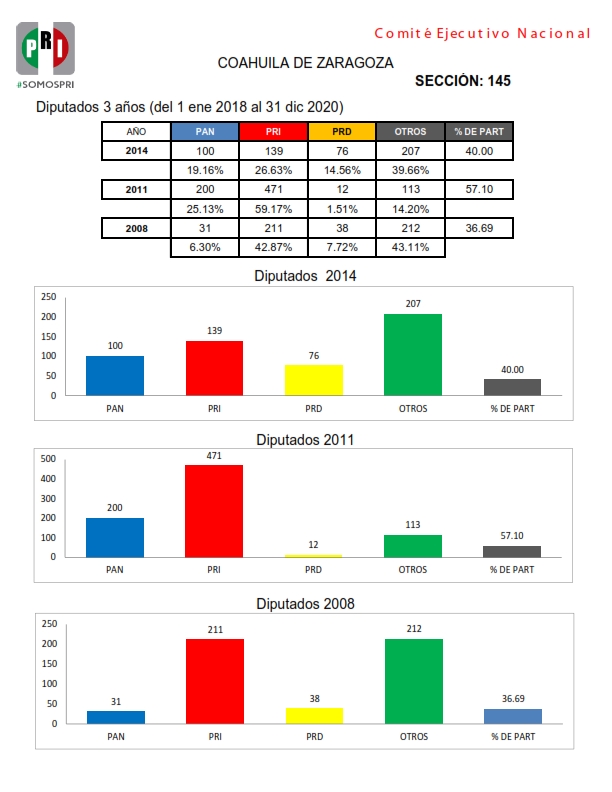 Comité Ejecutivo Nacional
PRI
#SOMOSPRI
COAHUILA DE ZARAGOZA
SECCIÓN: 145
Diputados 3 años (del 1 ene 2018 al 31 dic 2020)
AÑO PAN PRI PRD OTROS % DE PART
2014 100 139 76 207 40.00
19.16% 26.63% 14.56% 39.66%
2011 200 471 12 113 57.10
25.13% 59.17% 1.51% 14.20%
2008 31 211 38 212 36.69
6.30% 42.87% 7.72% 43.11%
Diputados 2014
250
200
150
100
50
0
100 139 76 207 40.00
PAN PRI PRD OTROS % DE PART
Diputados 2011
500
400
300
200
100
0
200 471 12 113 57.10
PAN PRI PRD OTROS % DE PART
Diputados 2008
250
200
150
100
50
0
31 211 38 212 36.69
PAN PRI PRD OTROS % DE PART